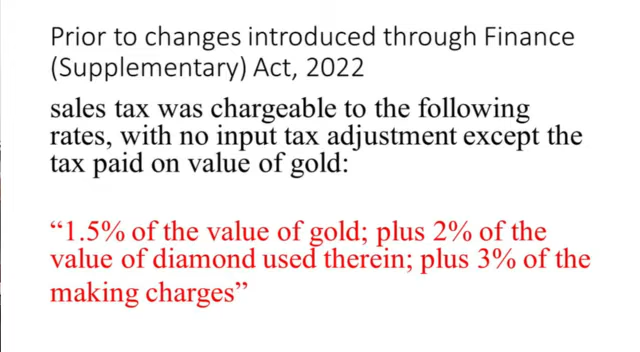 Prior to changes introduced through Finance
(Supplementary) Act, 2022
sales tax was chargeable to the following
rates, with no input tax adjustment except the
tax paid on value of gold:
“1.5% of the value of gold; plus 2% of the
value of diamond used therein; plus 3% of the
making charges”